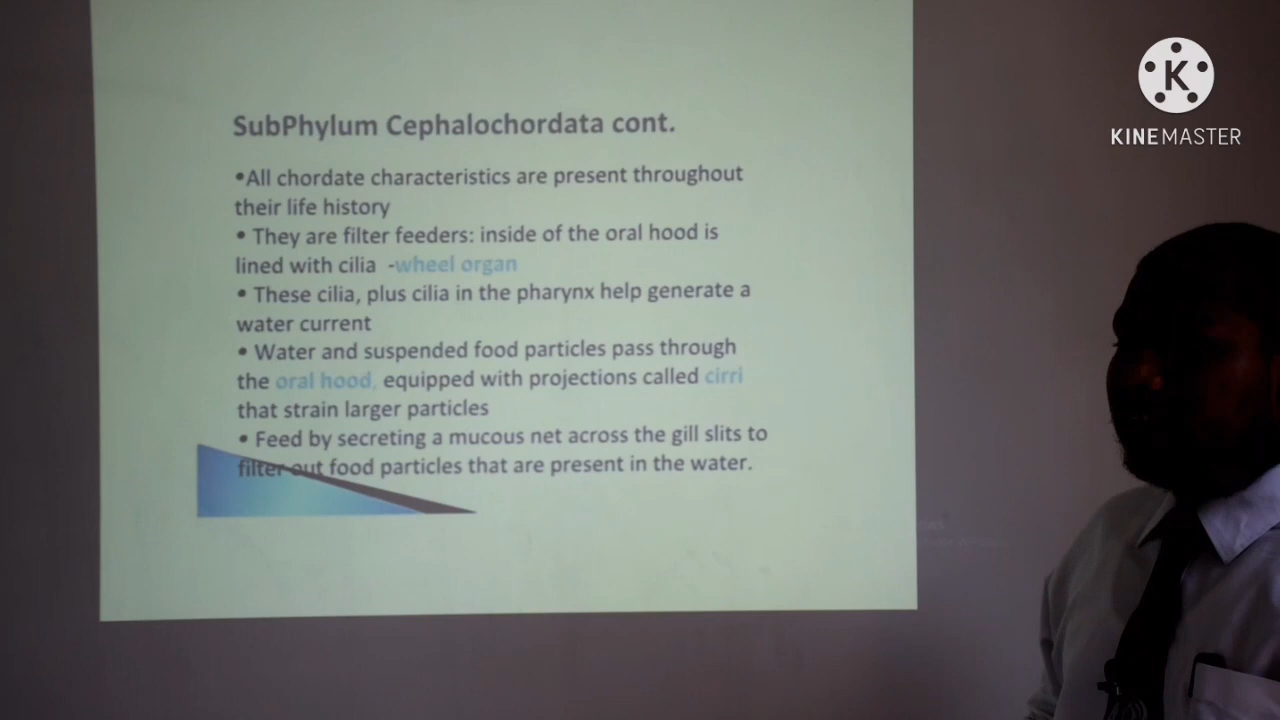 SubPhylum Cephalochordata cont.
•All chordate characteristics are present throughout
their life history
• They are filter feeders: inside of the oral hood is
lined with cilia -wheel organ
• These cilia, plus cilia in the pharynx help generate a
water current
• Water and suspended food particles pass through
the oral hood, equipped with projections called cirri
that strain larger particles
• Feed by secreting a mucous net across the gill slits to
filter out food particles that are present in the water.
K
KINEMASTER